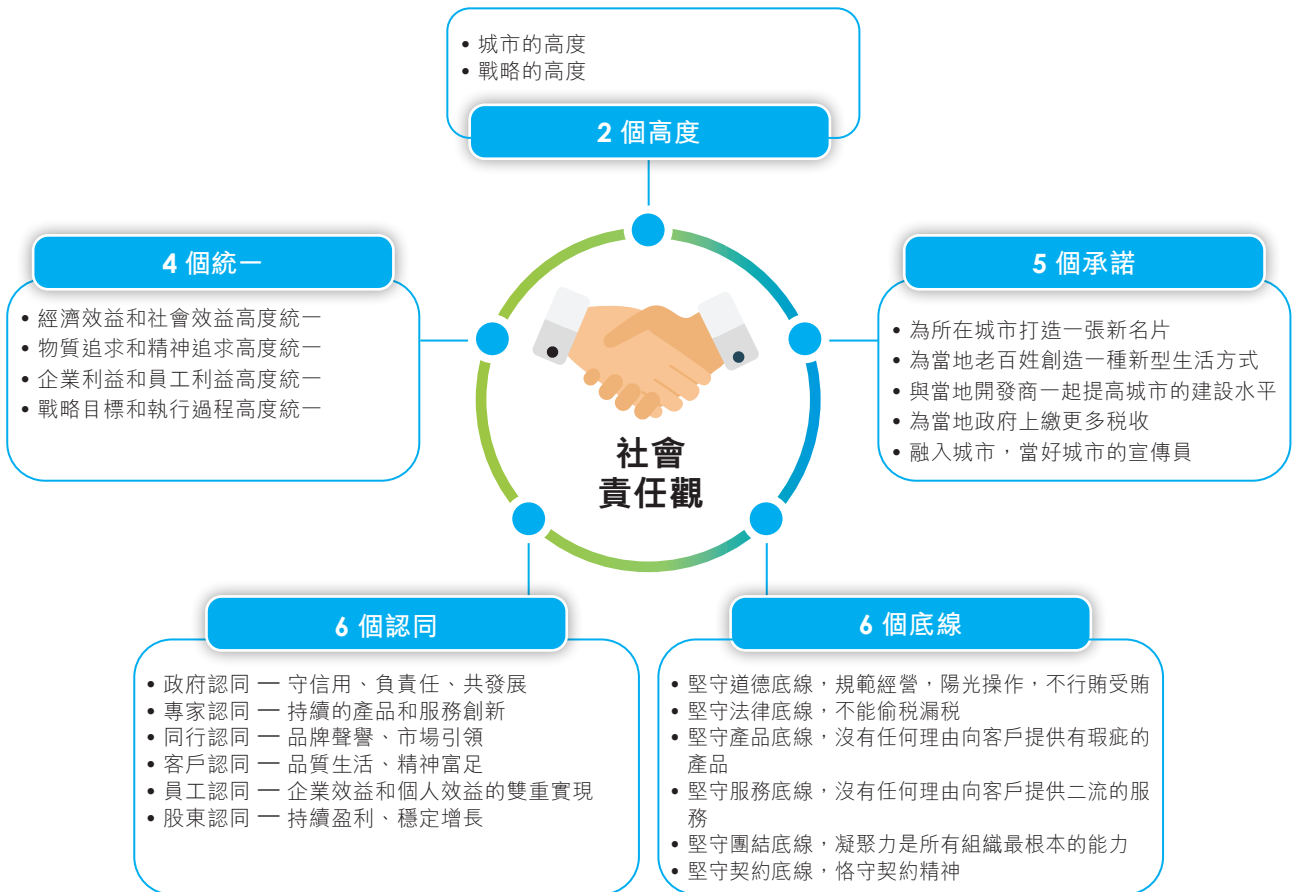 • 城市的高度
• 戰略的高度
2 個高度
4 個統一
• 經濟效益和社會效益高度統一
• 物質追求和精神追求高度統一
• 企業利益和員工利益高度統一
• 戰略目標和執行過程高度統一
5 個承諾
• 為所在城市打造一張新名片
• 為當地老百姓創造一種新型生活方式
• 與當地開發商一起提高城市的建設水平
• 為當地政府上繳更多稅收
• 融入城市，當好城市的宣傳員
社會
責任觀
6 個認同
• 政府認同 — 守信用、負責任、共發展
• 專家認同 — 持續的產品和服務創新
• 同行認同 — 品牌聲譽、市場引領
• 客戶認同 — 品質生活、精神富足
• 員工認同 — 企業效益和個人效益的雙重實現
• 股東認同 — 持續盈利、穩定增長
6 個底線
• 堅守道德底線，規範經營，陽光操作，不行賄受賄
• 堅守法律底線，不能偷稅漏稅
• 堅守產品底線，沒有任何理由向客戶提供有瑕疵的
產品
• 堅守服務底線，沒有任何理由向客戶提供二流的服
務
• 堅守團結底線，凝聚力是所有組織最根本的能力
• 堅守契約底線，恪守契約精神